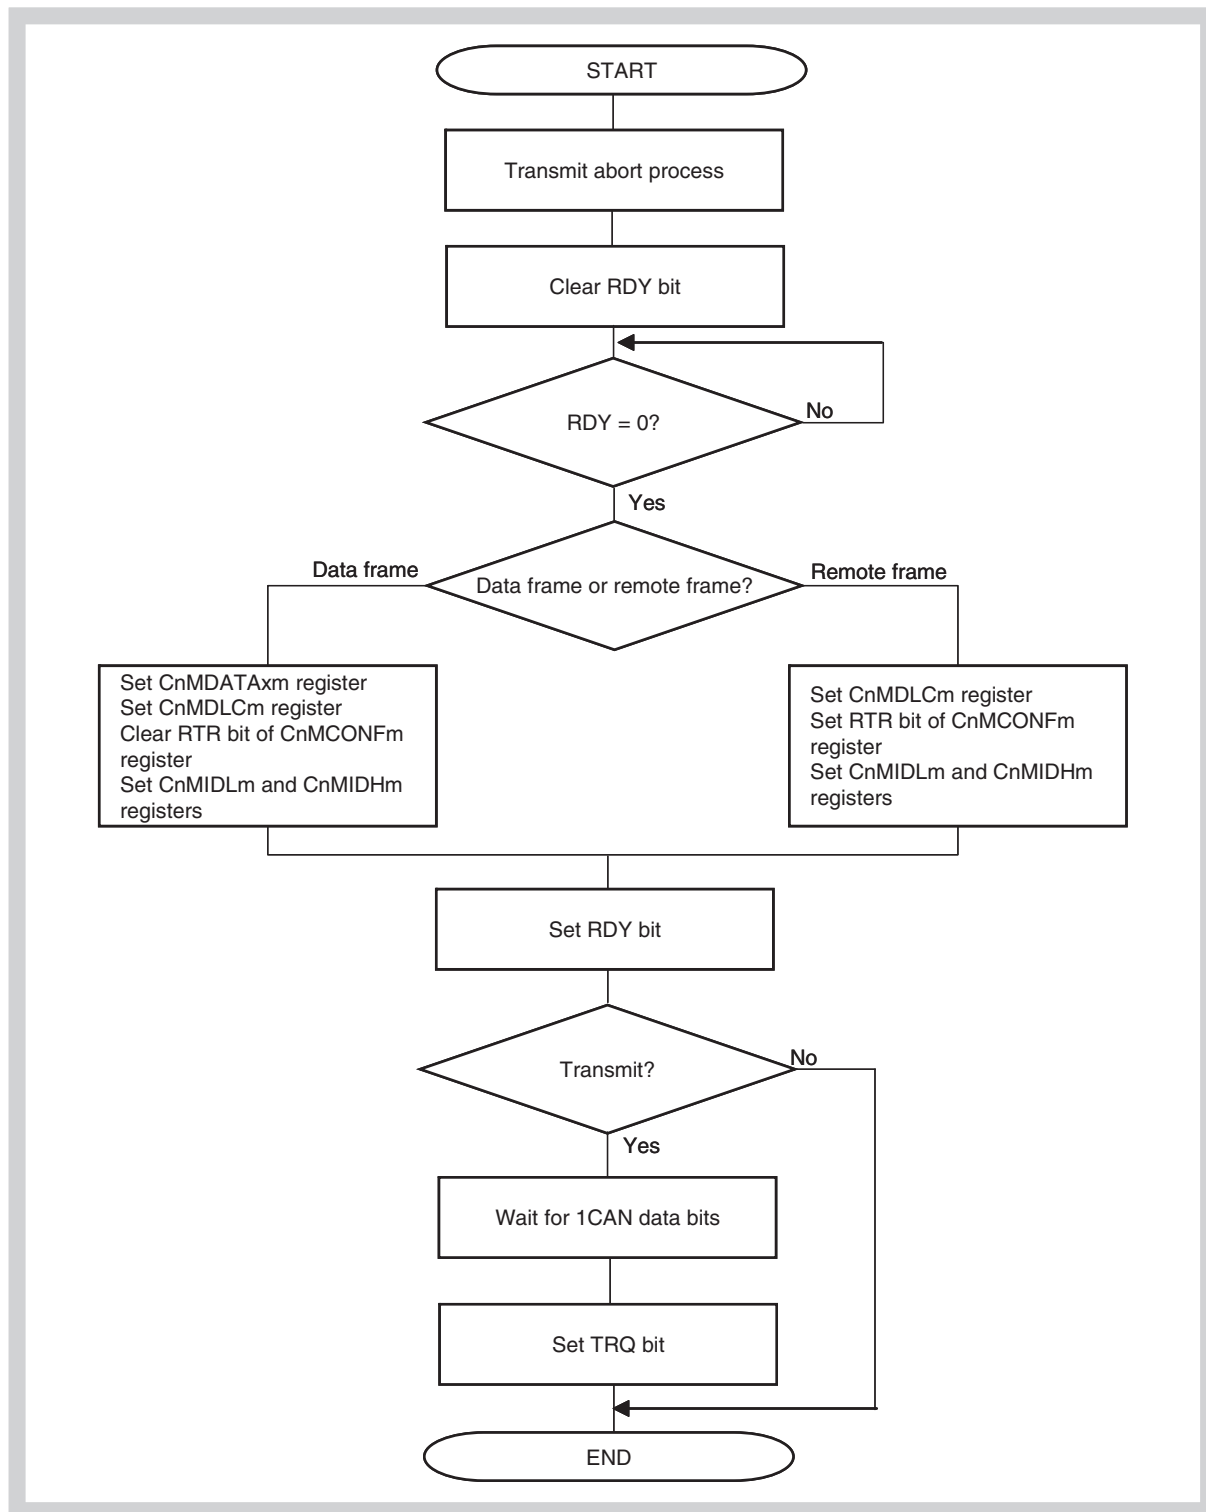 START
Transmit abort process
Clear RDY bit
RDY = 0?
No
Yes
Data frame or remote frame?
Data frame
Remote frame
Set CnMDATAxm register
Set CnMDLCm register
Clear RTR bit of CnMCONFm
register
Set CnMIDLm and CnMIDHm
registers
Set CnMDLCm register
Set RTR bit of CnMCONFm
register
Set CnMIDLm and CnMIDHm
registers
Set RDY bit
Transmit?
No
Yes
Wait for 1CAN data bits
Set TRQ bit
END